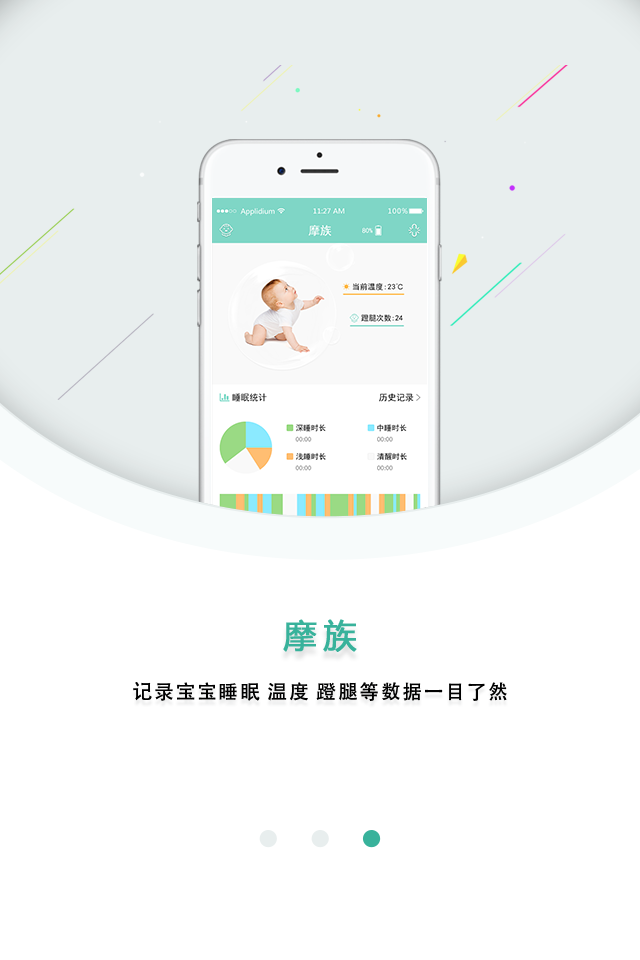 Applidium 11:27 AM 100%
摩族 80%
当前温度:23℃
蹬腿次数:24
睡眠统计 历史记录
深睡时长 中睡时长
00:00 00:00
浅睡时长 清醒时长
00:00 00:00
摩族
记录宝宝睡眠 温度 蹬腿等数据一目了然